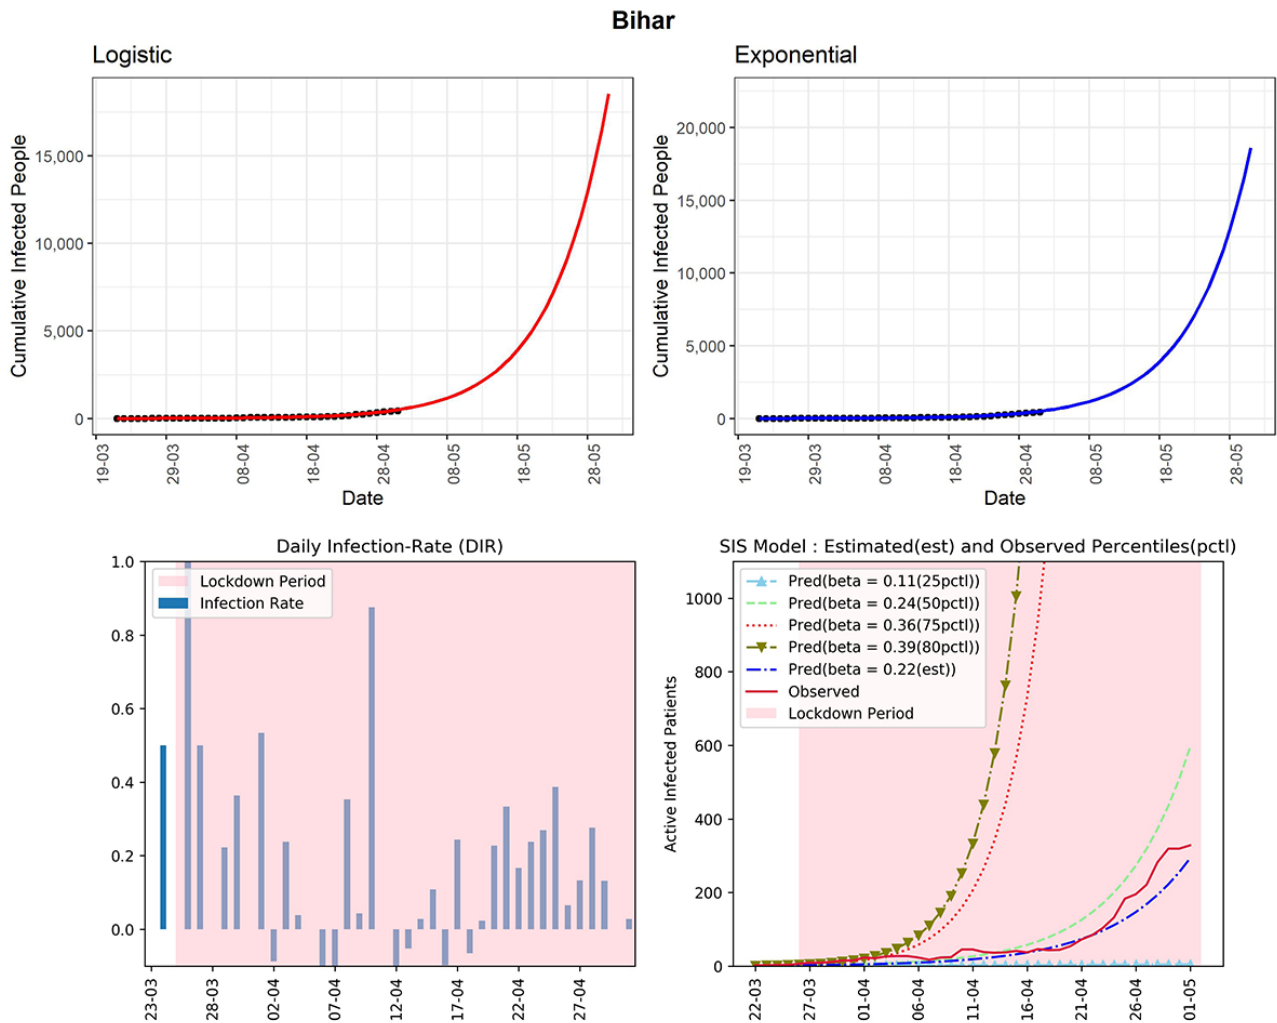 Bihar
Logistic
Cumulative Infected People
15,000
10,000
5,000
0
19-03
29-03
08-04
18-04
28-04
08-05
18-05
28-05
Date
Exponential
Cumulative Infected People
20,000
15,000
10,000
5,000
0
19-03
29-03
08-04
18-04
28-04
08-05
18-05
28-05
Date
Daily Infection-Rate (DIR)
Lockdown Period
Infection Rate
1.0
0.8
0.6
0.4
0.2
0.0
23-03
28-03
02-04
07-04
12-04
17-04
22-04
27-04
SIS Model : Estimated(est) and Observed Percentiles(pctl)
Pred(beta = 0.11(25pctl))
Pred(beta = 0.24(50pctl))
Pred(beta = 0.36(75pctl))
Pred(beta = 0.39(80pctl))
Pred(beta = 0.22(est))
Observed
Lockdown Period
Active Infected Patients
1000
800
600
400
200
0
22-03
27-03
01-04
06-04
11-04
16-04
21-04
26-04
01-05